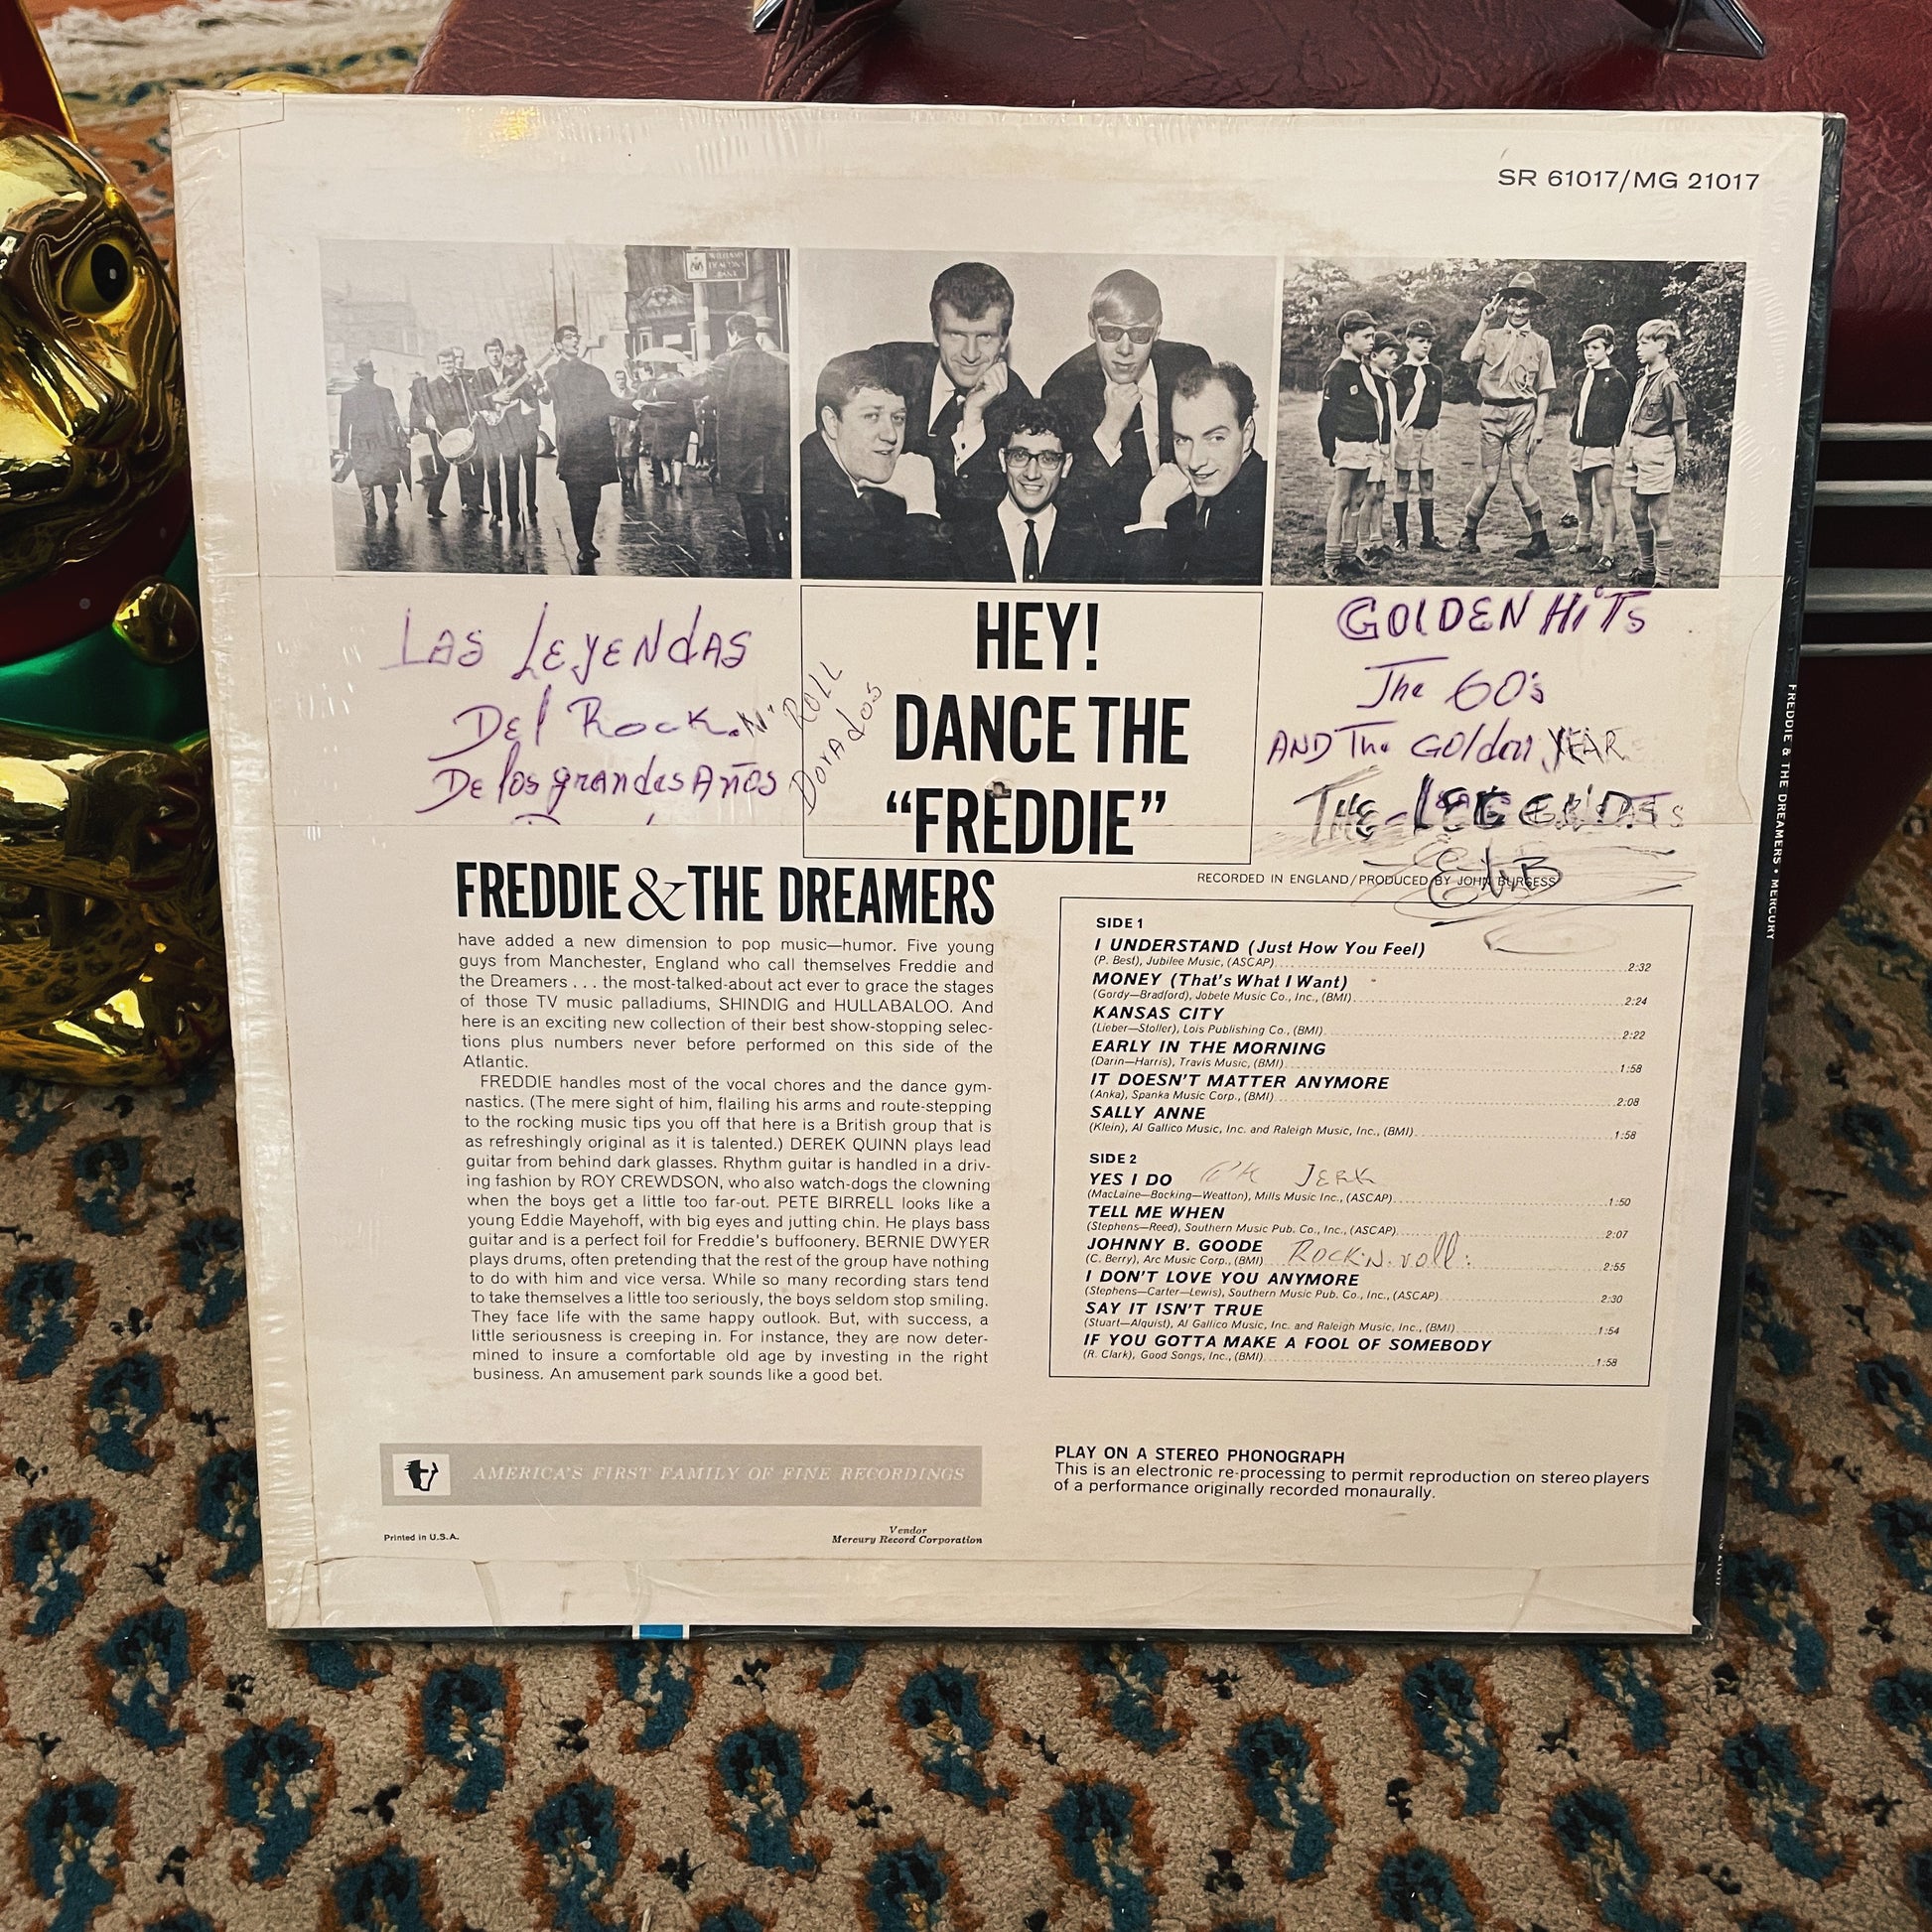 SR 61017/MG 21017
WILLIAMS
DEACON'S
BANK
Las Leyendas
Del Rock. N' ROLL
De los grandes Años
Dorados
HEY!
DANCE THE
“FREDDIE”
GOLDEN HiTs
The 60's
AND The Golden YEAR
THE LEGENDS
FREDDIE & THE DREAMERS
have added a new dimension to pop music—humor. Five young
guys from Manchester, England who call themselves Freddie and
the Dreamers . . . the most-talked-about act ever to grace the stages
of those TV music palladiums, SHINDIG and HULLABALOO. And
here is an exciting new collection of their best show-stopping selec-
tions plus numbers never before performed on this side of the
Atlantic.
FREDDIE handles most of the vocal chores and the dance gym-
nastics. (The mere sight of him, flailing his arms and route-stepping
to the rocking music tips you off that here is a British group that is
as refreshingly original as it is talented.) DEREK QUINN plays lead
guitar from behind dark glasses. Rhythm guitar is handled in a driv-
ing fashion by ROY CREWDSON, who also watch-dogs the clowning
when the boys get a little too far-out. PETE BIRRELL looks like a
young Eddie Mayehoff, with big eyes and jutting chin. He plays bass
guitar and is a perfect foil for Freddie's buffoonery. BERNIE DWYER
plays drums, often pretending that the rest of the group have nothing
to do with him and vice versa. While so many recording stars tend
to take themselves a little too seriously, the boys seldom stop smiling.
They face life with the same happy outlook. But, with success, a
little seriousness is creeping in. For instance, they are now deter-
mined to insure a comfortable old age by investing in the right
business. An amusement park sounds like a good bet.
RECORDED IN ENGLAND/PRODUCED BY JOHN BURGESS
SIDE 1
I UNDERSTAND (Just How You Feel)
(P. Best), Jubilee Music, (ASCAP) 2:32
MONEY (That's What I Want)
(Gordy—Bradford), Jobete Music Co., Inc., (BMI) 2:24
KANSAS CITY
(Lieber—Stoller), Lois Publishing Co., (BMI) 2:22
EARLY IN THE MORNING
(Darin—Harris), Travis Music, (BMI) 1:58
IT DOESN'T MATTER ANYMORE
(Anka), Spanka Music Corp., (BMI) 2:08
SALLY ANNE
(Klein), Al Gallico Music, Inc. and Raleigh Music, Inc., (BMI) 1:58
SIDE 2
YES I DO JERK
(MacLaine—Bocking—Weatton), Mills Music Inc., (ASCAP) 1:50
TELL ME WHEN
(Stephens—Reed), Southern Music Pub. Co., Inc., (ASCAP) 2:07
JOHNNY B. GOODE ROCK'N. roll.
(C. Berry), Arc Music Corp., (BMI) 2:55
I DON'T LOVE YOU ANYMORE
(Stephens—Carter—Lewis), Southern Music Pub. Co., Inc., (ASCAP) 2:30
SAY IT ISN'T TRUE
(Stuart—Alquist), Al Gallico Music, Inc. and Raleigh Music, Inc., (BMI) 1:54
IF YOU GOTTA MAKE A FOOL OF SOMEBODY
(R. Clark), Good Songs, Inc., (BMI) 1:58
AMERICA'S FIRST FAMILY OF FINE RECORDINGS
Printed in U.S.A.
Vendor
Mercury Record Corporation
PLAY ON A STEREO PHONOGRAPH
This is an electronic re-processing to permit reproduction on stereo players
of a performance originally recorded monaurally.
FREDDIE & THE DREAMERS • MERCURY